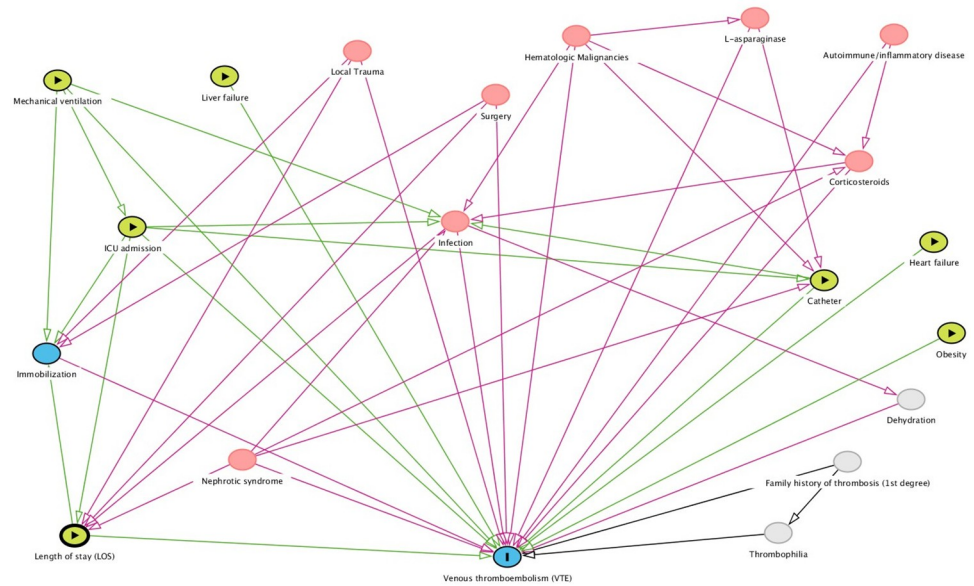 L-asparaginase
Hematologic Malignancies
Autoimmune/inflammatory disease
Local Trauma
Mechanical ventilation
Liver failure
Surgery
Corticosteroids
ICU admission
Infection
Heart failure
Catheter
Obesity
Immobilization
Dehydration
Nephrotic syndrome
Family history of thrombosis (1st degree)
Length of stay (LOS)
Thrombophilia
Venous thromboembolism (VTE)